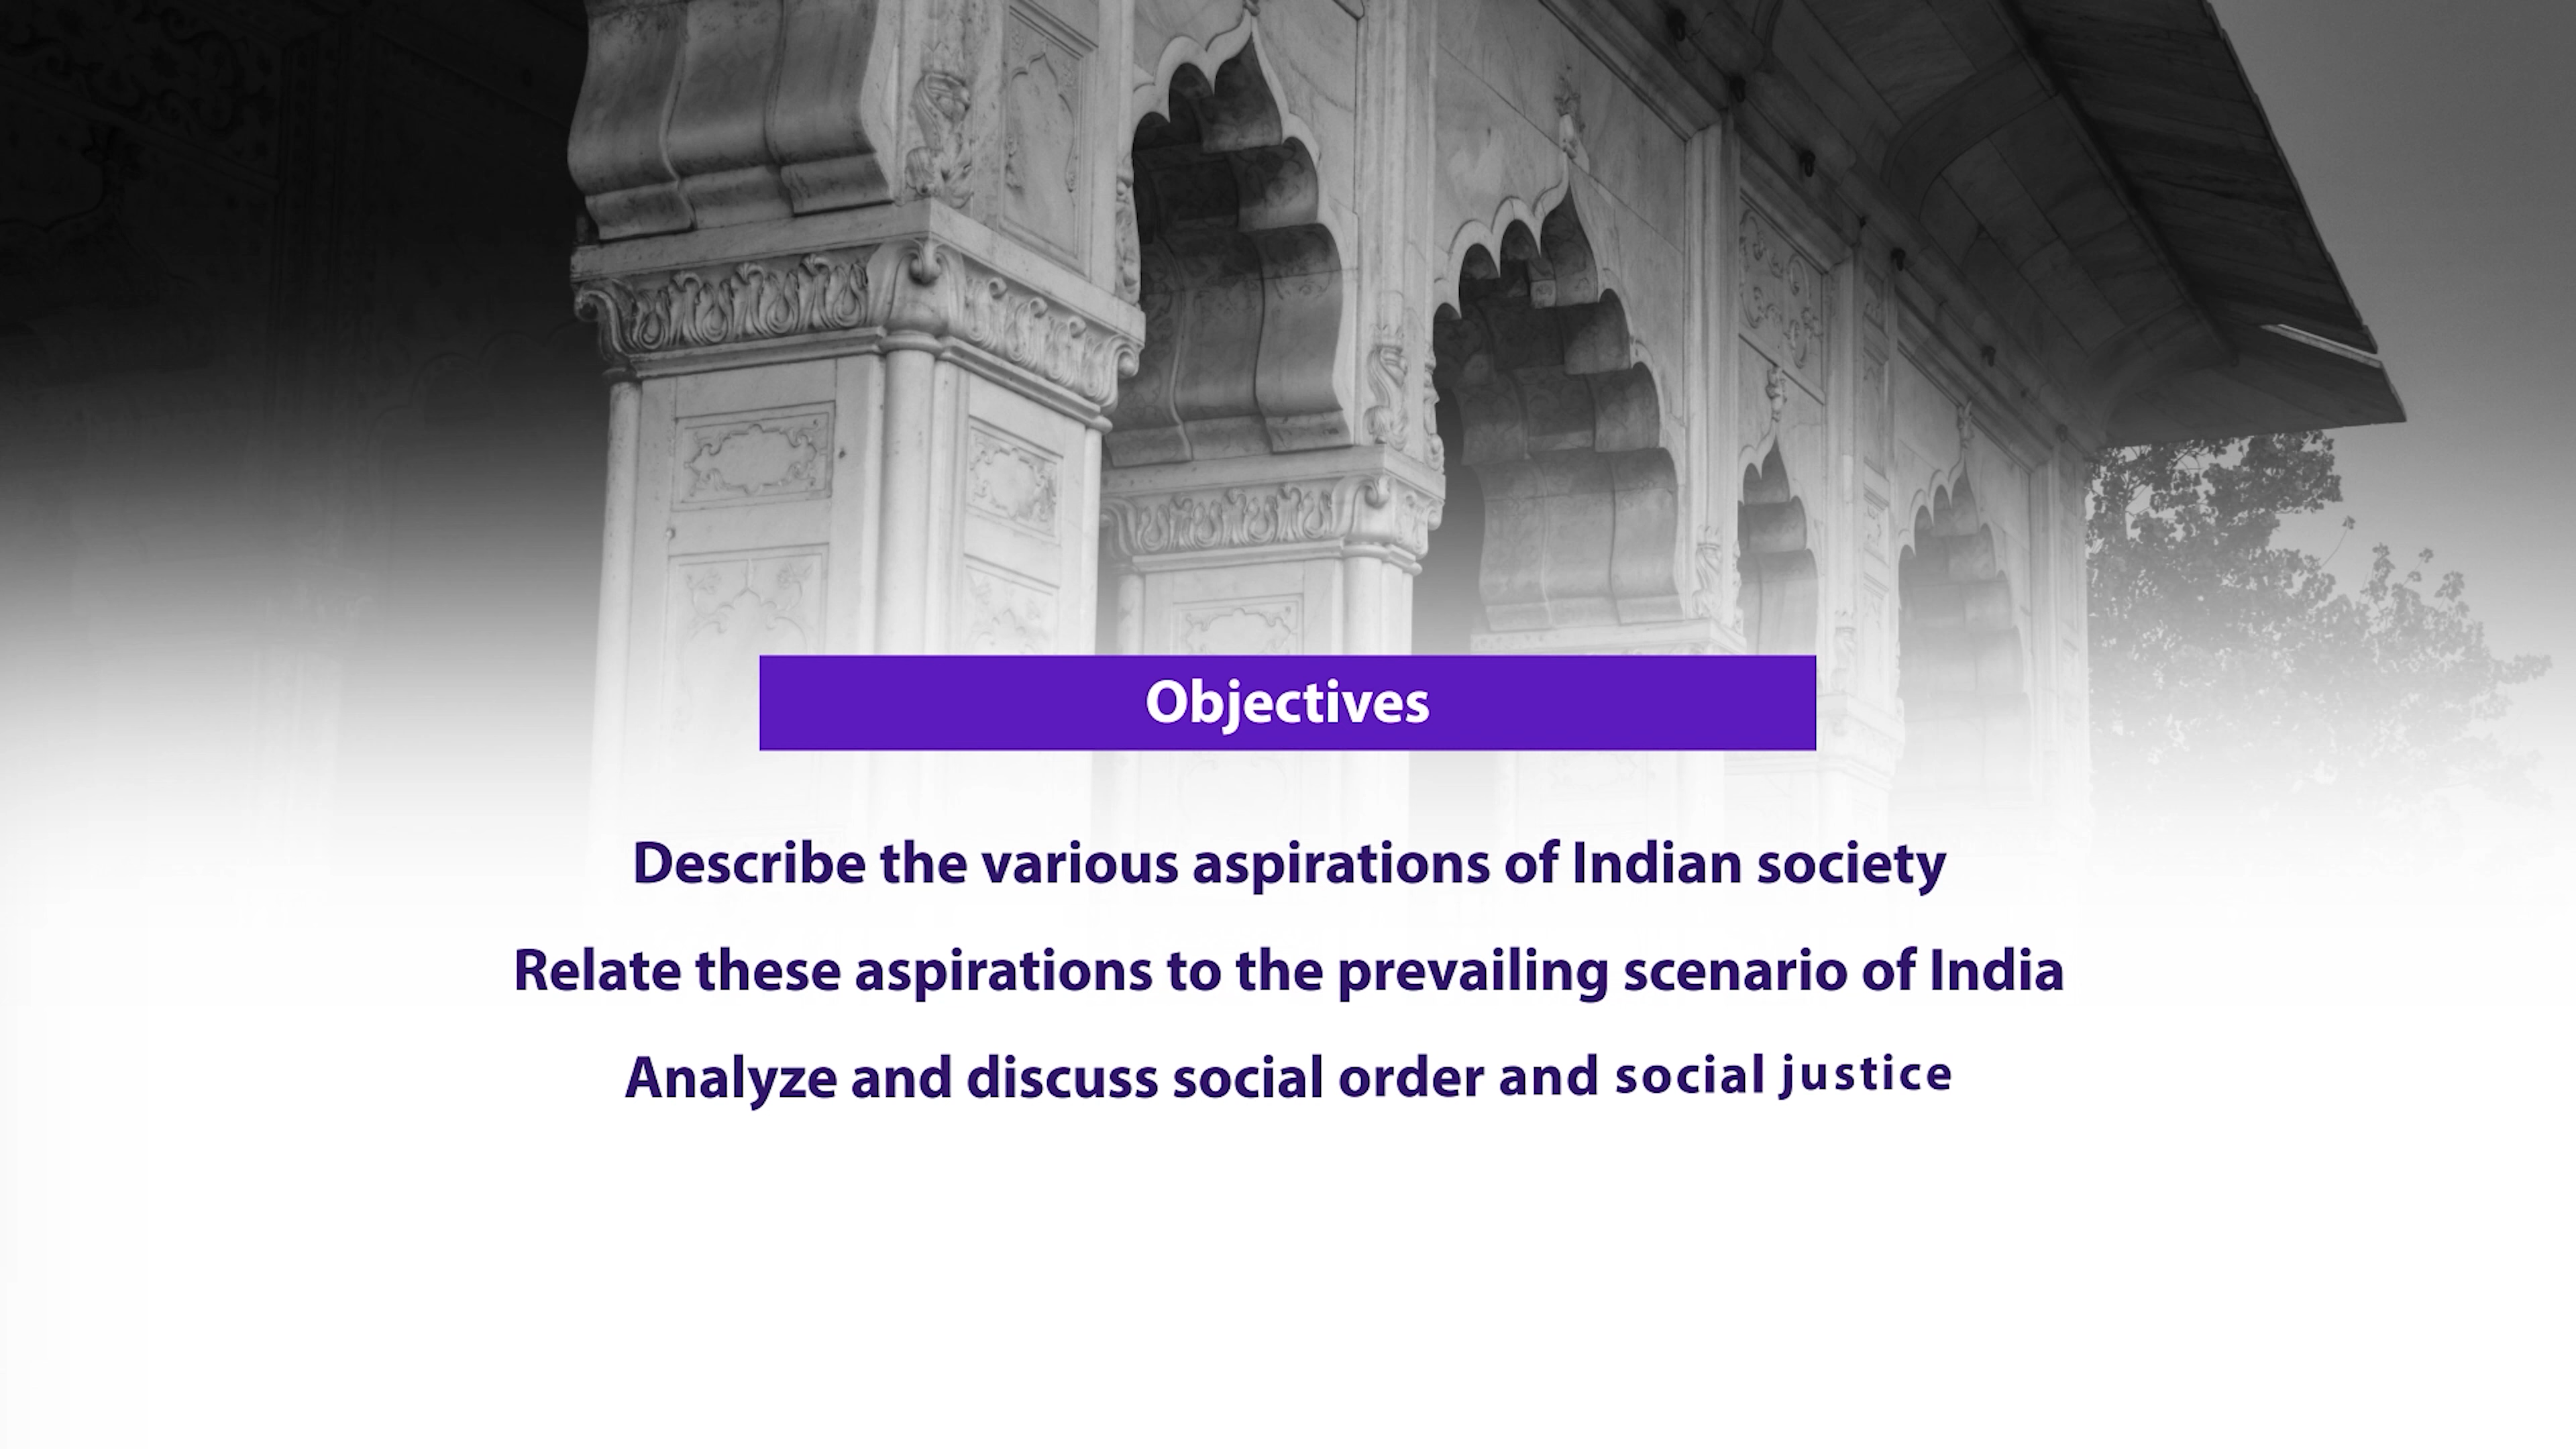 Objectives
Describe the various aspirations of Indian society
Relate these aspirations to the prevailing scenario of India
Analyze and discuss social order and social justice